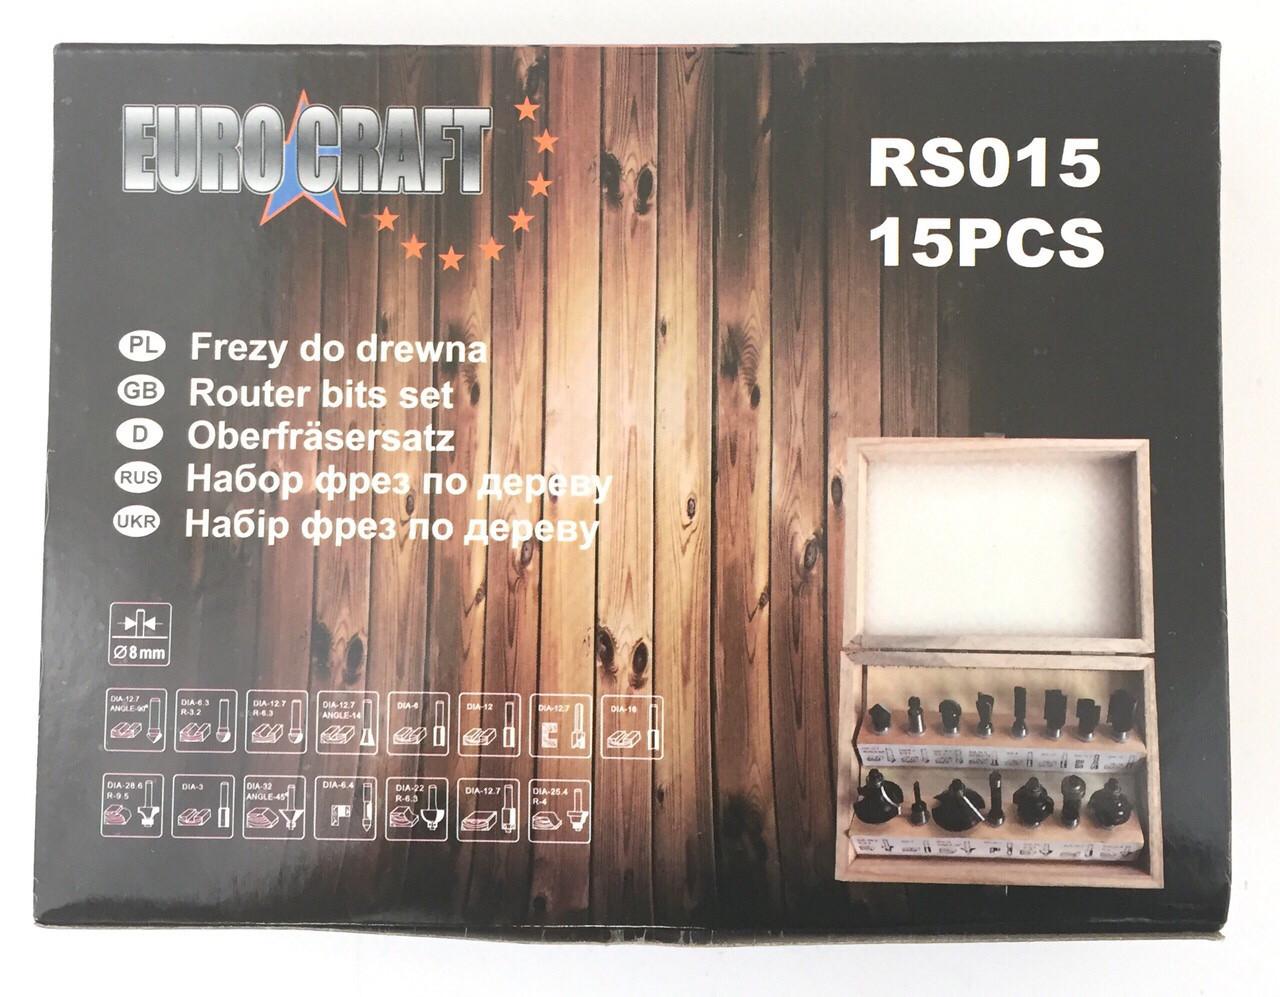 EUROCRAFT
RS015
15PCS
PL Frezy do drewna
GB Router bits set
D Oberfräsersatz
RUS Набор фрез по дереву
UKR Набір фрез по дереву
Ø8mm
DIA-12.7 ANGLE-90°
DIA-6.3 R-3.2
DIA-12.7 R-6.3
DIA-12.7 ANGLE-14
DIA-6
DIA-12
DIA-12.7
DIA-16
DIA-28.6 R-9.5
DIA-3
DIA-32 ANGLE-45°
DIA-6.4
DIA-22 R-6.3
DIA-12.7
DIA-25.4 R-4